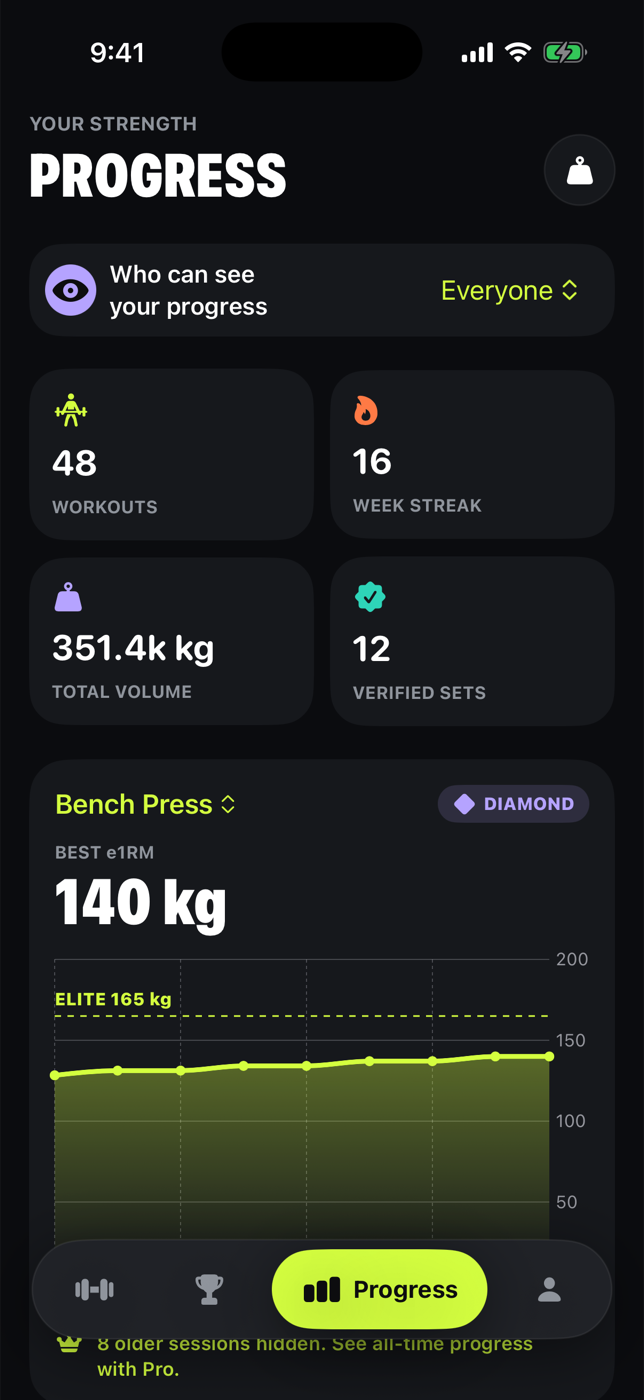 9:41
YOUR STRENGTH
PROGRESS
Who can see
your progress
Everyone
48
WORKOUTS
16
WEEK STREAK
351.4k kg
TOTAL VOLUME
12
VERIFIED SETS
Bench Press
DIAMOND
BEST e1RM
140 kg
200
ELITE 165 kg
150
100
50
Progress
8 older sessions hidden. See all-time progress
with Pro.